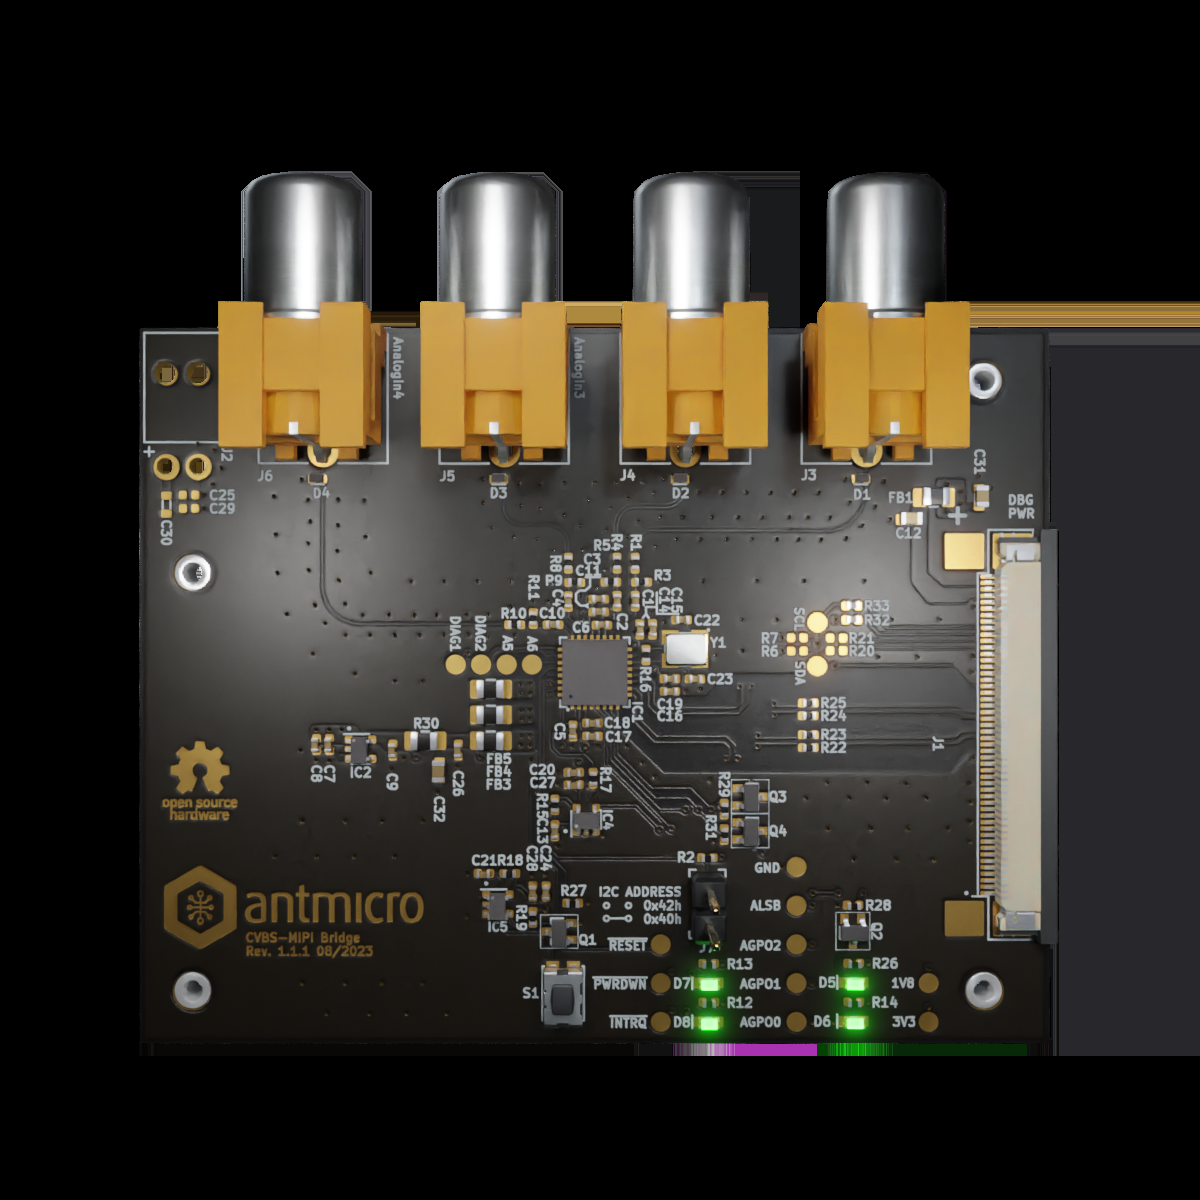 AnalogIn4
AnalogIn3
J2
J6
J5
J4
J3
D4
D3
D2
D1
C31
FB1
DBG
PWR
C12
C25
C29
C30
R5
R4
R1
C3
R8
C11
R3
R11
C4
C15
R10
C10
C6
C2
C22
Y1
R33
R32
SCL
R7
R21
R6
R20
SDA
DIAG1
DIAG2
A5
A6
R16
C23
C19
C16
IC1
R25
R24
R23
R22
J1
C5
C18
C17
R30
C8
C7
IC2
C9
C26
C32
FB5
FB4
FB3
C20
C27
R17
R15
C13
IC4
R29
Q3
R31
Q4
open source
hardware
R2
GND
C21
R18
C28
C24
R27
I2C ADDRESS
0x42h
0x40h
ALSB
R28
Q2
antmicro
CVBS-MIPI Bridge
Rev. 1.1.1 08/2023
IC5
R19
Q1
RESET
AGPO2
R13
R26
S1
PWRDWN
D7
AGPO1
D5
1V8
R12
R14
INTRQ
D8
AGPO0
D6
3V3